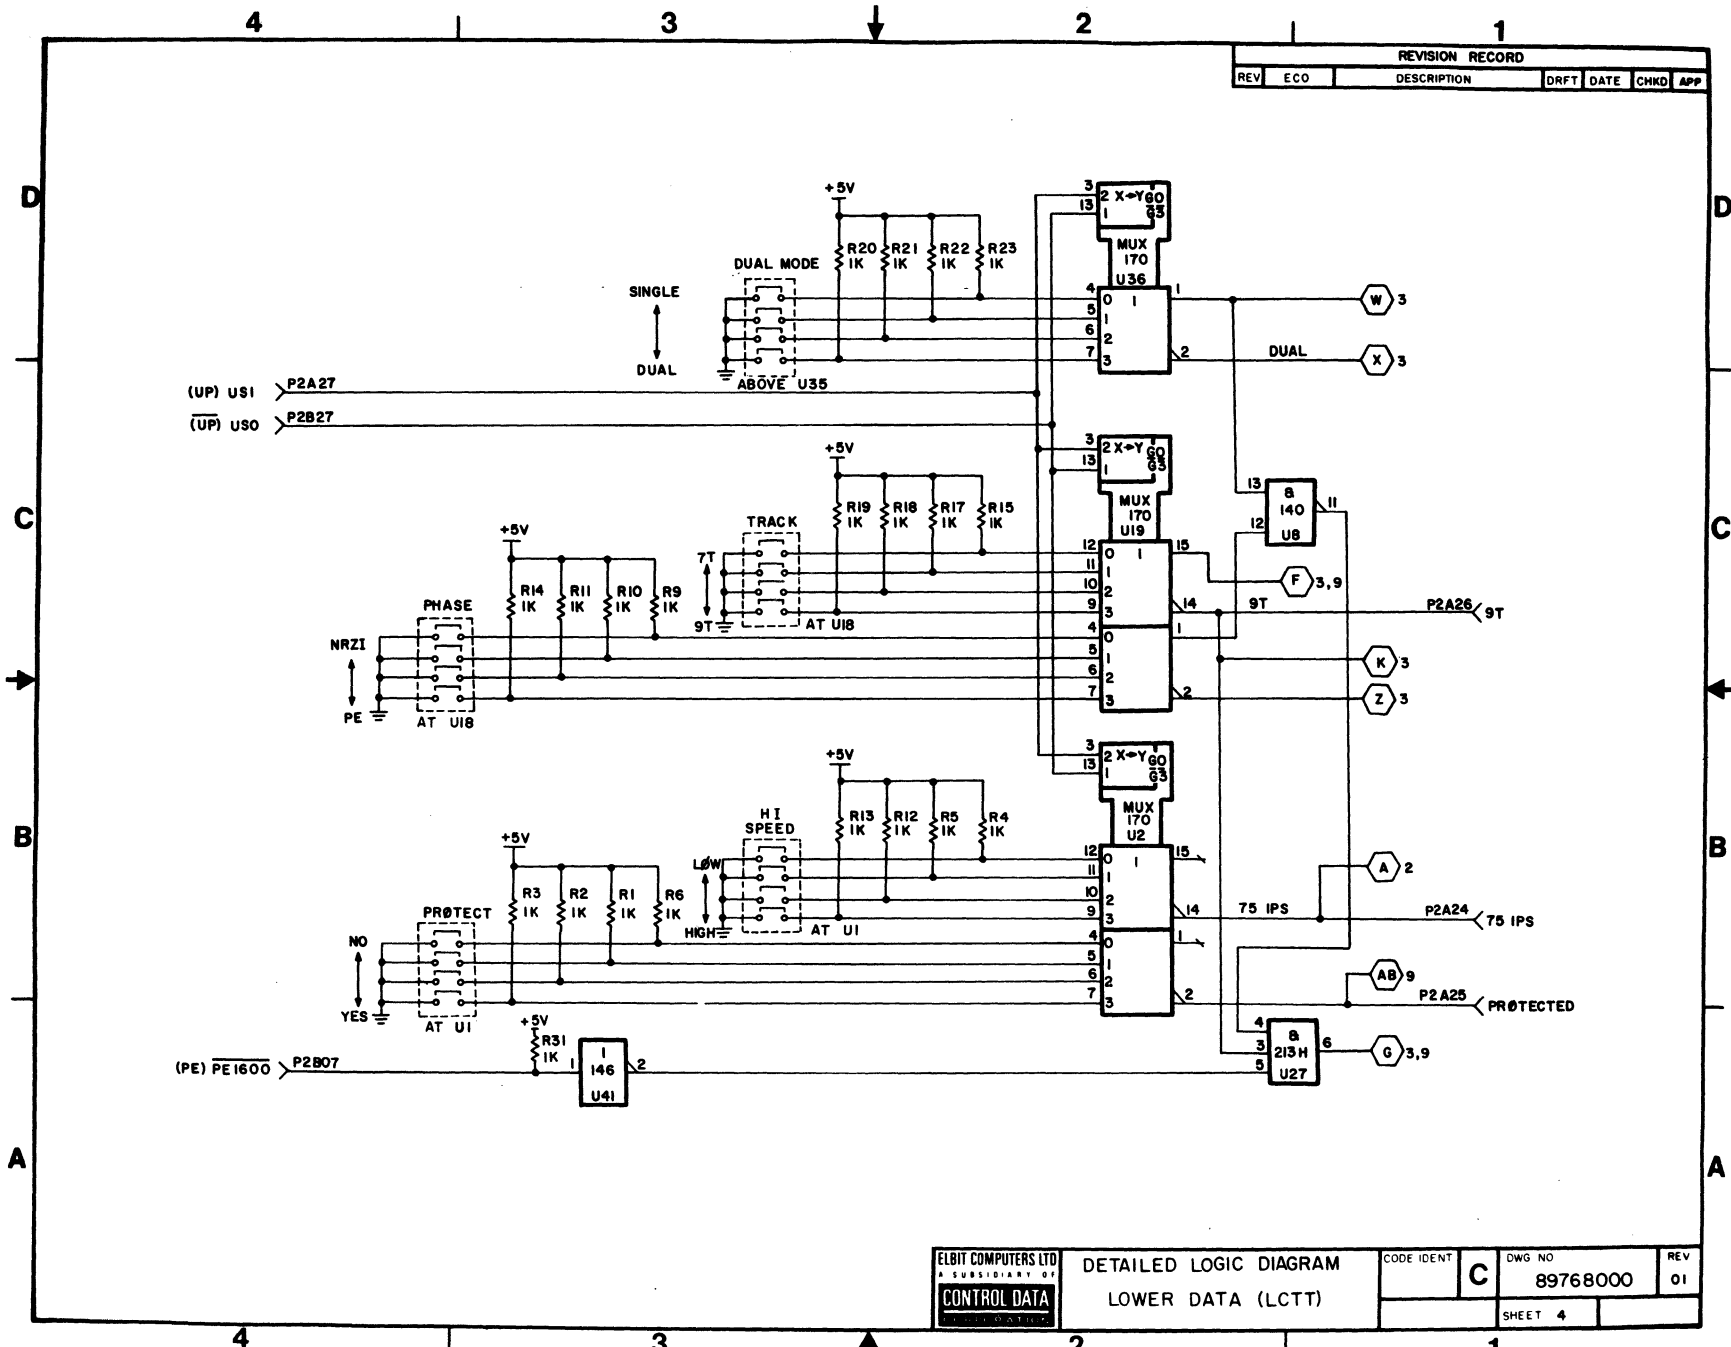 4 3 2 1
REVISION RECORD
REV ECO DESCRIPTION DRFT DATE CHKD APP
D D
+5V
3 2 X→Y G0
13 1 G3
MUX
170
U36
R20 R21 R22 R23
1K 1K 1K 1K
DUAL MODE
SINGLE
4 0 1 1 W 3
5 1
6 2
7 3 2 DUAL X 3
DUAL
ABOVE U35
(UP) US1 P2A27
(UP) US0 P2B27
+5V
3 2 X→Y G0
13 1 G3
MUX
170
U19
C C
R19 R18 R17 R15
1K 1K 1K 1K
13 & 11
140
12 U8
TRACK
7T
12 0 1 15 F 3,9
11 1
10 2
9 3 14 9T P2A26 9T
9T
AT U18
+5V
R14 R11 R10 R9
1K 1K 1K 1K
PHASE
NRZI
4 0 1
5 1 K 3
6 2
7 3 2 Z 3
PE
AT U18
+5V
3 2 X→Y G0
13 1 G3
MUX
170
U2
B B
R13 R12 R5 R4
1K 1K 1K 1K
HI
SPEED
LØW
12 0 1 15 A 2
11 1
10 2
9 3 14 75 IPS P2A24 75 IPS
HIGH
AT U1
+5V
R3 R2 R1 R6
1K 1K 1K 1K
PRØTECT
NO
4 0 1
5 1 AB 9
6 2
7 3 2 P2A25 PRØTECTED
YES
AT U1
+5V
R31
1K
(PE) PE1600 P2B07
1 1 2
146
U41
4 & 6 G 3,9
3 213H
5 U27
A A
ELBIT COMPUTERS LTD
A SUBSIDIARY OF
CONTROL DATA
CORPORATION
DETAILED LOGIC DIAGRAM
LOWER DATA (LCTT)
CODE IDENT
C
DWG NO
89768000
REV
01
SHEET 4
4 3 2 1